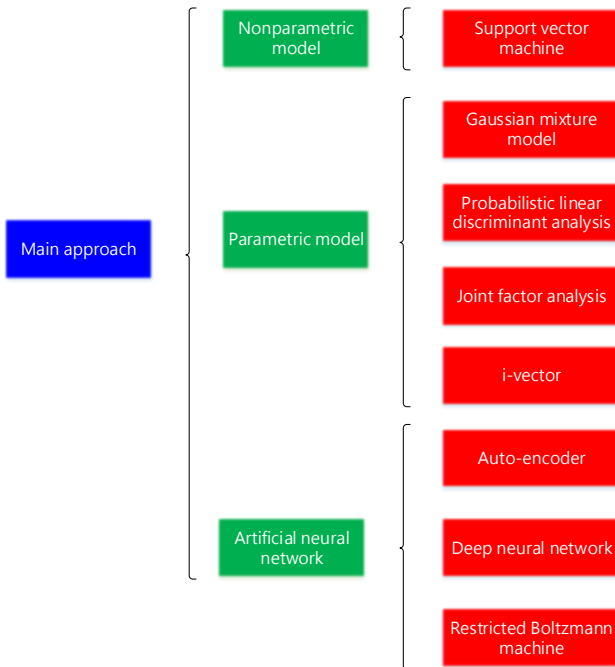 Main approach
Nonparametric
model
Support vector
machine
Parametric model
Gaussian mixture
model
Probabilistic linear
discriminant analysis
Joint factor analysis
i-vector
Artificial neural
network
Auto-encoder
Deep neural network
Restricted Boltzmann
machine